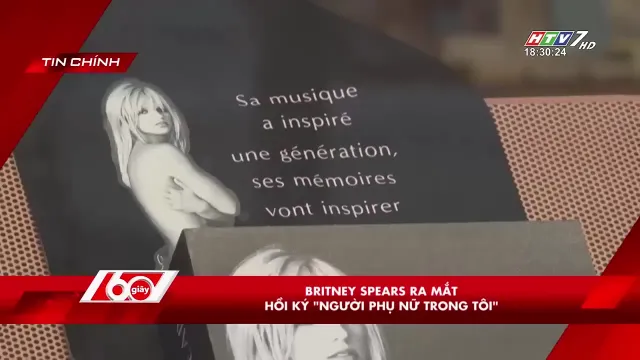 TIN CHÍNH
HTV7 HD
18:30:24
Sa musique
a inspiré
une génération,
ses mémoires
vont inspirer
60 giây
BRITNEY SPEARS RA MẮT
HỒI KÝ "NGƯỜI PHỤ NỮ TRONG TÔI"